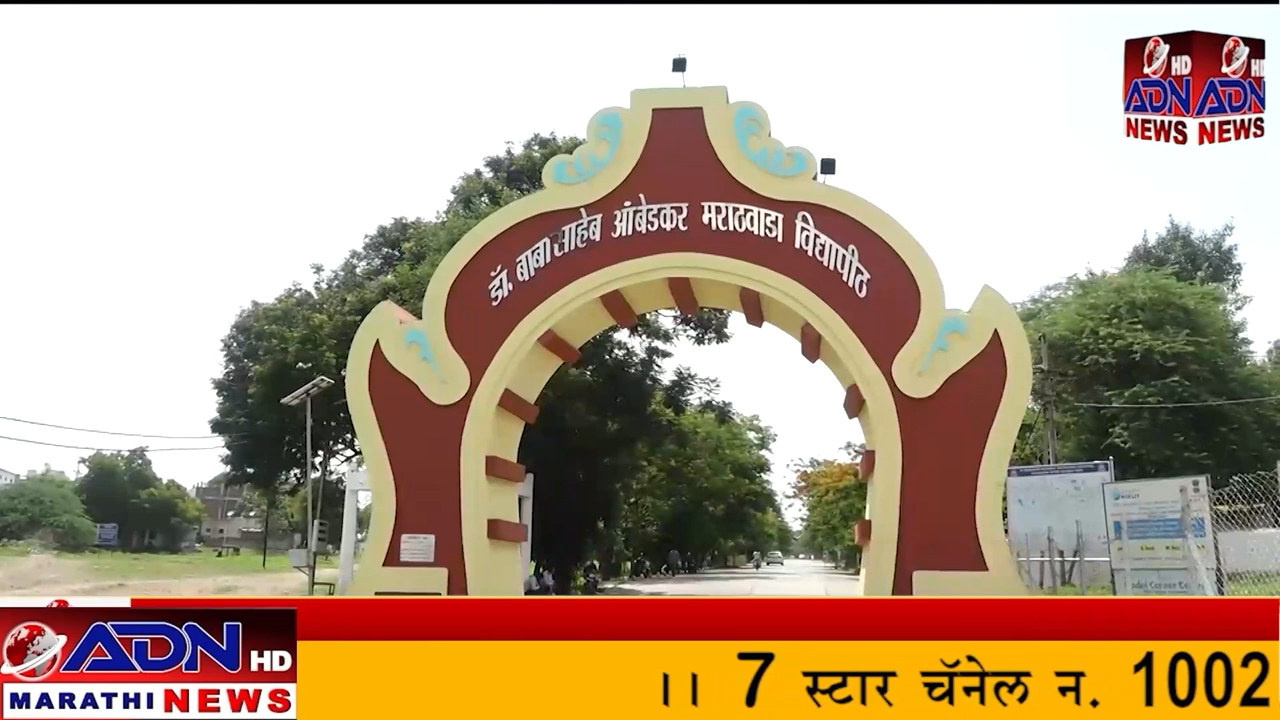 HD HD
ADN ADN
NEWS NEWS
डॉ. बाबासाहेब आंबेडकर मराठवाडा विद्यापीठ
ADN HD
MARATHI NEWS
।। 7 स्टार चॅनेल न. 1002